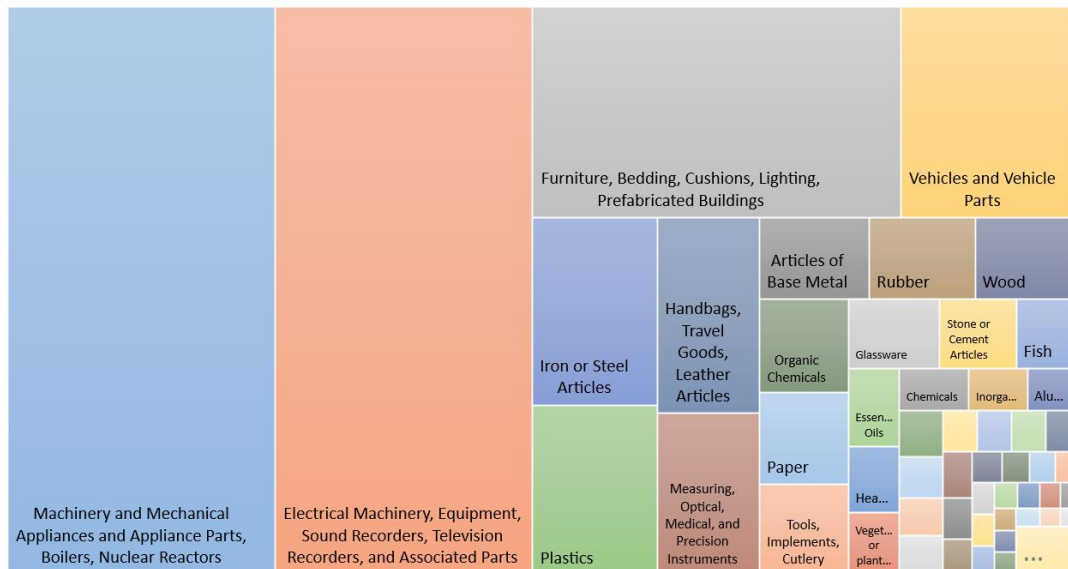 Machinery and Mechanical
Appliances and Appliance Parts,
Boilers, Nuclear Reactors
Electrical Machinery, Equipment,
Sound Recorders, Television
Recorders, and Associated Parts
Furniture, Bedding, Cushions, Lighting,
Prefabricated Buildings
Vehicles and Vehicle
Parts
Iron or Steel
Articles
Plastics
Handbags,
Travel
Goods,
Leather
Articles
Measuring,
Optical,
Medical, and
Precision
Instruments
Articles of
Base Metal
Rubber
Wood
Organic
Chemicals
Paper
Tools,
Implements,
Cutlery
Glassware
Stone or
Cement
Articles
Fish
Essen...
Oils
Chemicals
Inorga...
Alu...
Hea...
Veget...
or
plant...
...